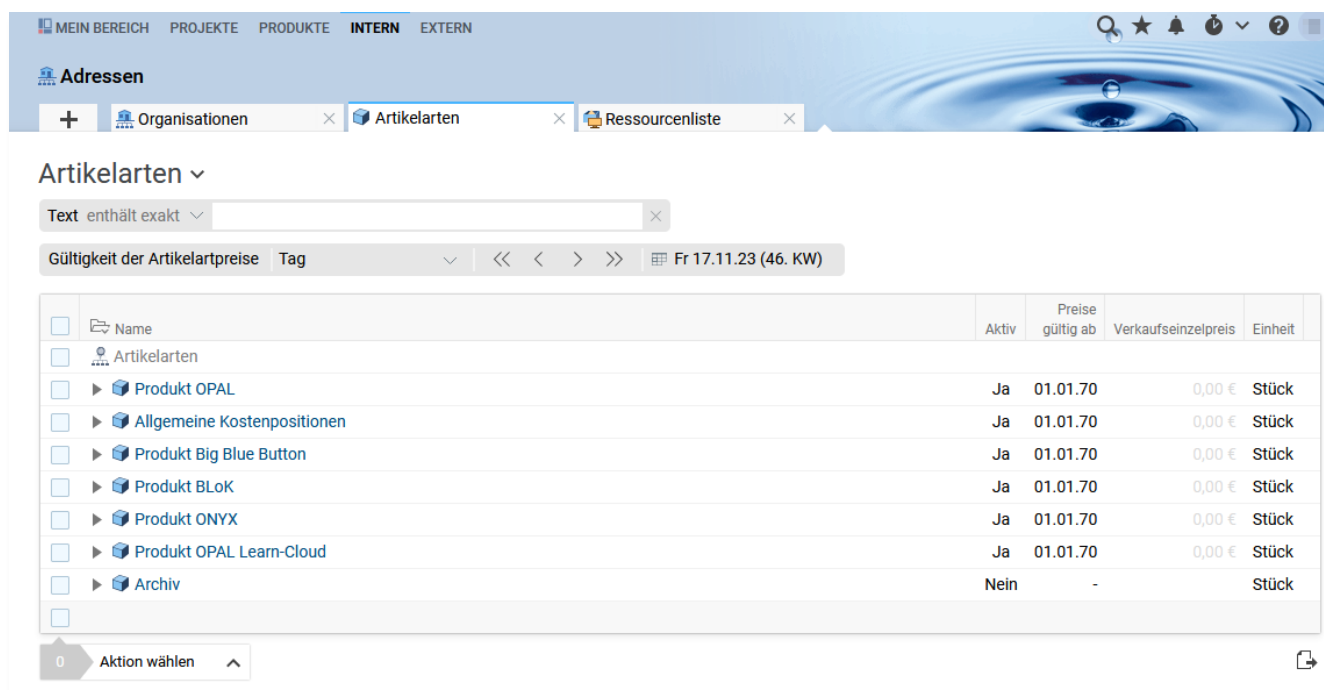 MEIN BEREICH PROJEKTE PRODUKTE INTERN EXTERN
Adressen
Organisationen Artikelarten Ressourcenliste
Artikelarten
Text enthält exakt
Gültigkeit der Artikelartpreise Tag Fr 17.11.23 (46. KW)
Name Aktiv Preise gültig ab Verkaufseinzelpreis Einheit
Artikelarten
Produkt OPAL Ja 01.01.70 0,00 € Stück
Allgemeine Kostenpositionen Ja 01.01.70 0,00 € Stück
Produkt Big Blue Button Ja 01.01.70 0,00 € Stück
Produkt BLoK Ja 01.01.70 0,00 € Stück
Produkt ONYX Ja 01.01.70 0,00 € Stück
Produkt OPAL Learn-Cloud Ja 01.01.70 0,00 € Stück
Archiv Nein - Stück
0 Aktion wählen